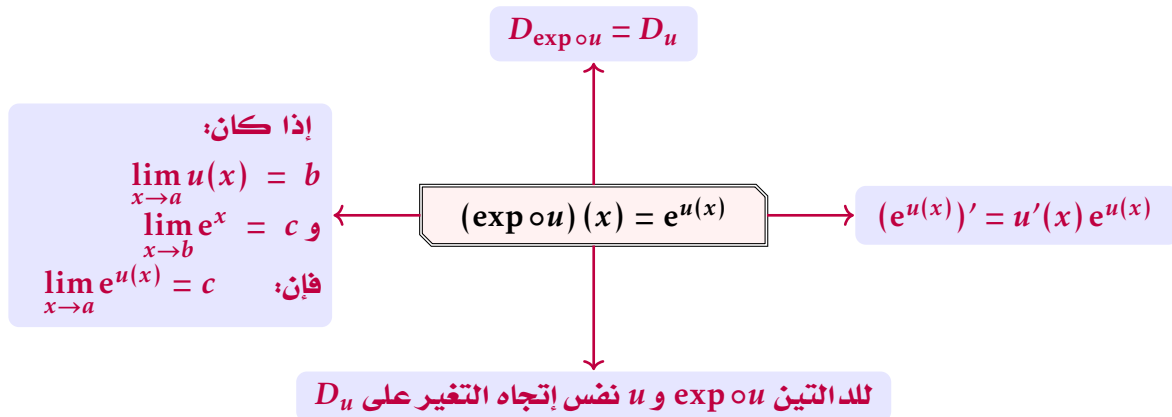 D_{exp∘u} = D_u
إذا كان:
lim_{x→a} u(x) = b
و lim_{x→b} e^x = c
فإن: lim_{x→a} e^{u(x)} = c
(exp∘u)(x) = e^{u(x)}
(e^{u(x)})' = u'(x) e^{u(x)}
للدالتين exp∘u و u نفس إتجاه التغير على D_u